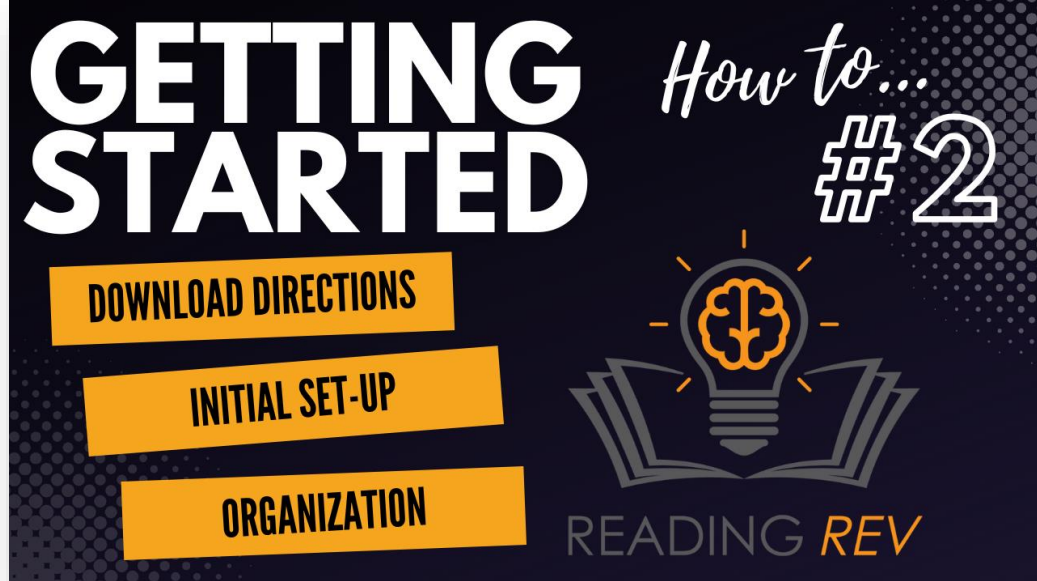 GETTING
STARTED
How to...
#2
DOWNLOAD DIRECTIONS
INITIAL SET-UP
ORGANIZATION
READING REV